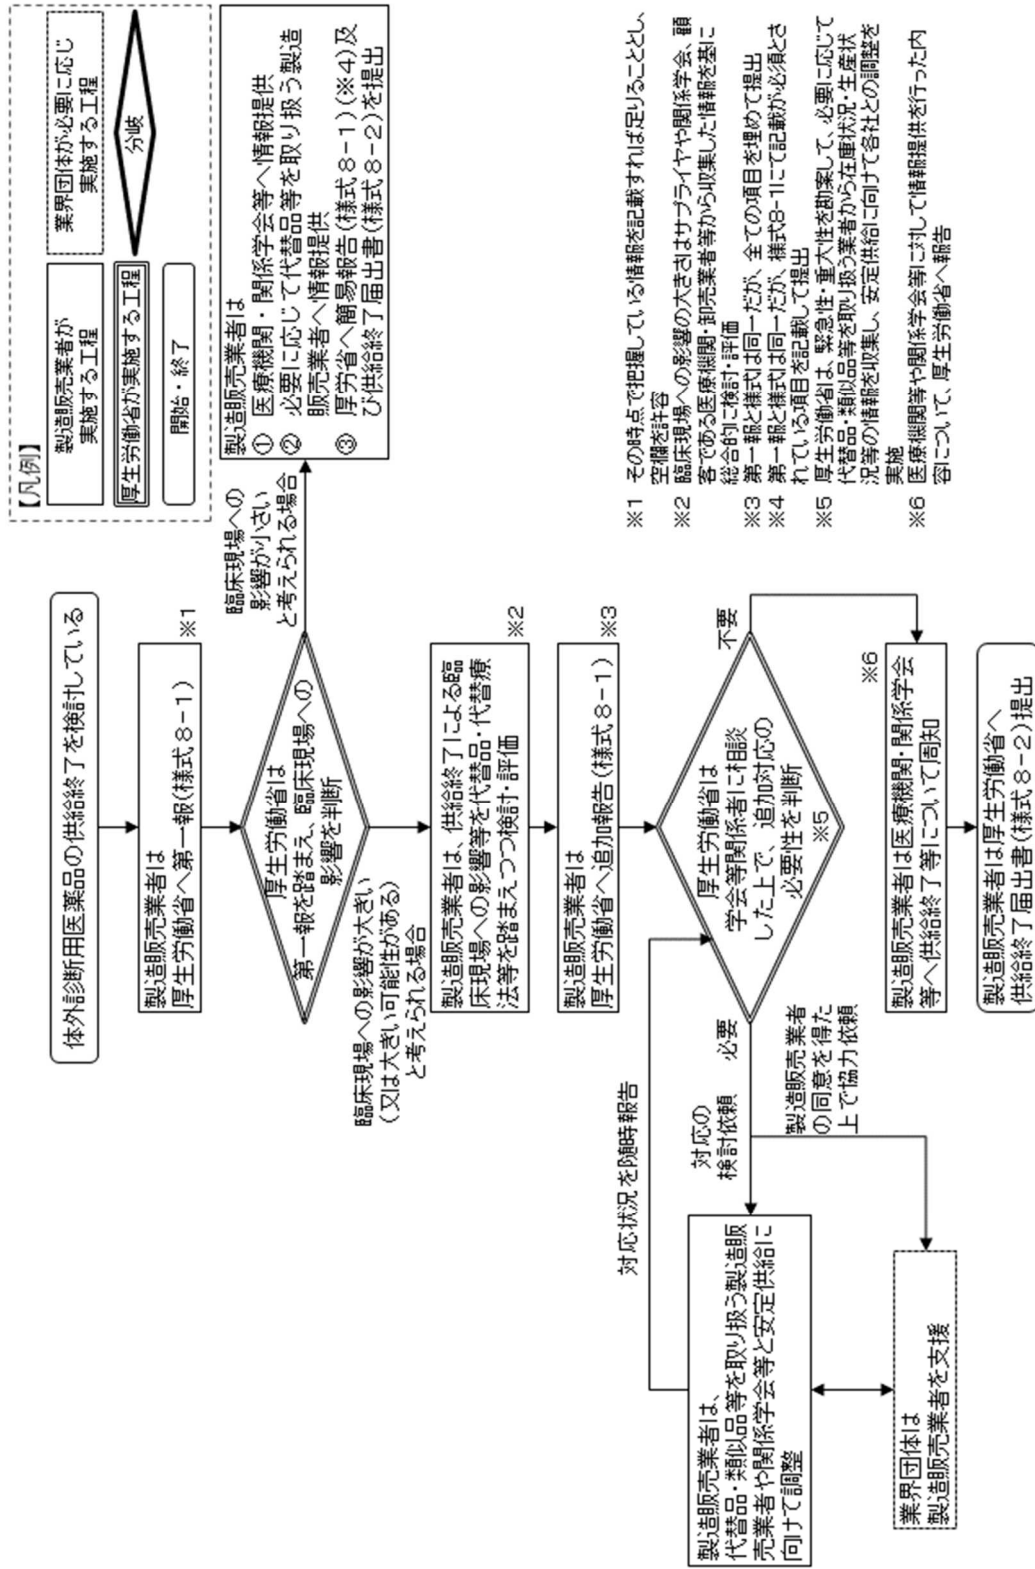 【凡例】
製造販売業者が
実施する工程
業界団体が必要に応じ
実施する工程
厚生労働省が実施する工程
分岐
開始・終了
体外診断用医薬品の供給終了を検討している
製造販売業者は
厚生労働省へ第一報(様式8-1)
※1
厚生労働省は
第一報を踏まえ、臨床現場への
影響を判断
臨床現場への
影響が小さい
と考えられる場合
製造販売業者は
① 医療機関・関係学会等へ情報提供
② 必要に応じて代替品等を取り扱う製造
販売業者へ情報提供
③ 厚労省へ簡易報告(様式8-1)(※4)及
び供給終了届出書(様式8-2)を提出
臨床現場への影響が大きい
(又は大きい可能性がある)
と考えられる場合
製造販売業者は、供給終了による臨
床現場への影響等を代替品・代替療
法等を踏まえつつ検討・評価
※2
製造販売業者は
厚生労働省へ追加報告(様式8-1)
※3
厚生労働省は
学会等関係者に相談
した上で、追加対応の
必要性を判断
※5
不要
必要
対応状況を随時報告
対応の
検討依頼
製造販売業者
の同意を得た
上で協力依頼
製造販売業者は、
代替品・類似品等を取り扱う製造販
売業者や関係学会等と安定供給に
向けて調整
業界団体は
製造販売業者を支援
※6
製造販売業者は医療機関・関係学会
等へ供給終了等について周知
製造販売業者は厚生労働省へ
供給終了届出書(様式8-2)提出
※1 その時点で把握している情報を記載すれば足りることとし、
空欄を許容
※2 臨床現場への影響の大きさはサプライヤや関係学会、顧
客である医療機関・卸売業者等から収集した情報を基に
総合的に検討・評価
※3 第一報と様式は同一だが、全ての項目を埋めて提出
※4 第一報と様式は同一だが、様式8-1にて記載が必須とさ
れている項目を記載して提出
※5 厚生労働省は、緊急性・重大性を勘案して、必要に応じて
代替品・類似品等を取り扱う業者から在庫状況・生産状
況等の情報を収集し、安定供給に向けて各社との調整を
実施
※6 医療機関等や関係学会等に対して情報提供を行った内
容について、厚生労働省へ報告